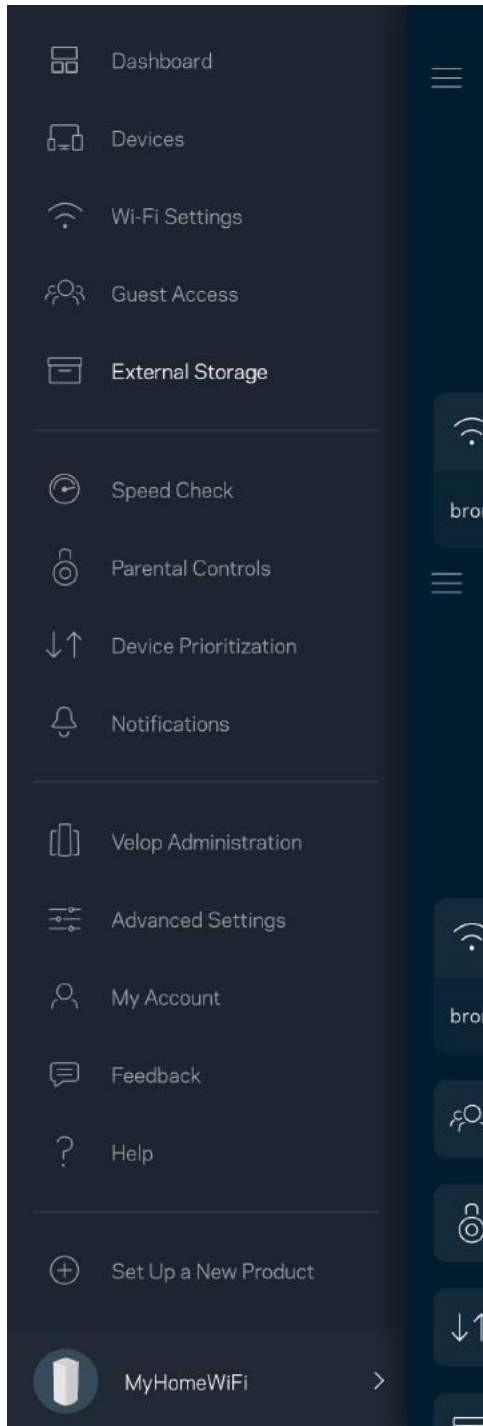 Dashboard
Devices
Wi-Fi Settings
Guest Access
External Storage
Speed Check
Parental Controls
Device Prioritization
Notifications
Velop Administration
Advanced Settings
My Account
Feedback
Help
Set Up a New Product
MyHomeWiFi